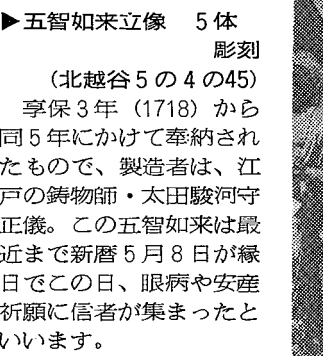 ▶五智如来立像　5体
彫刻
(北越谷5の4の45)
享保3年（1718）から
同5年にかけて奉納され
たもので、製造者は、江
戸の鋳物師・太田駿河守
正儀。この五智如来は最
近まで新暦5月8日が縁
日でこの日、眼病や安産
祈願に信者が集まったと
いいます。